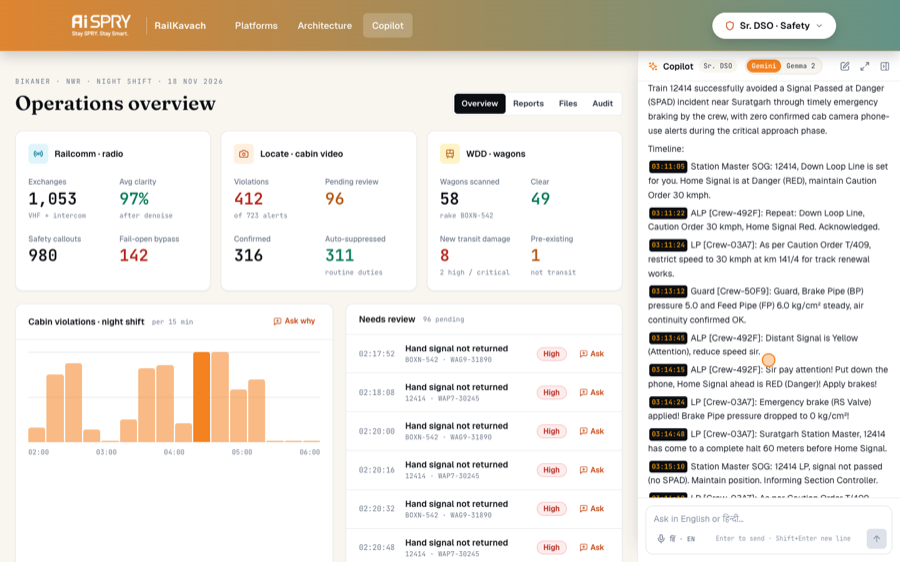 AiSPRY
Stay SPRY. Stay Smart.
RailKavach
Platforms
Architecture
Copilot
Sr. DSO · Safety
BIKANER · NWR · NIGHT SHIFT · 18 NOV 2026
Operations overview
Overview
Reports
Files
Audit
Railcomm · radio
Exchanges
1,053
VHF + intercom
Avg clarity
97%
after denoise
Safety callouts
980
Fail-open bypass
142
Locate · cabin video
Violations
412
of 723 alerts
Pending review
96
Confirmed
316
Auto-suppressed
311
routine duties
WDD · wagons
Wagons scanned
58
rake BOXN-542
Clear
49
New transit damage
8
2 high / critical
Pre-existing
1
not transit
Cabin violations · night shift per 15 min
Ask why
02:00 03:00 04:00 05:00 06:00
Needs review 96 pending
02:17:52 Hand signal not returned High Ask
BOXN-542 · WAG9-31890
02:18:08 Hand signal not returned High Ask
12414 · WAP7-30245
02:20:00 Hand signal not returned High Ask
BOXN-542 · WAG9-31890
02:20:16 Hand signal not returned High Ask
12414 · WAP7-30245
02:20:32 Hand signal not returned High Ask
BOXN-542 · WAG9-31890
02:20:48 Hand signal not returned High Ask
12414 · WAP7-30245
Copilot Sr. DSO Gemini Gemma 2
Train 12414 successfully avoided a Signal Passed at Danger
(SPAD) incident near Suratgarh through timely emergency
braking by the crew, with zero confirmed cab camera phone-
use alerts during the critical approach phase.
Timeline:
03:11:05 Station Master SOG: 12414, Down Loop Line is set
for you. Home Signal is at Danger (RED), maintain Caution
Order 30 kmph.
03:11:22 ALP [Crew-492F]: Repeat: Down Loop Line,
Caution Order 30 kmph, Home Signal Red. Acknowledged.
03:11:24 LP [Crew-03A7]: As per Caution Order T/409,
restrict speed to 30 kmph at km 141/4 for track renewal
works.
03:13:12 Guard [Crew-50F9]: Guard, Brake Pipe (BP)
pressure 5.0 and Feed Pipe (FP) 6.0 kg/cm² steady, air
continuity confirmed OK.
03:13:45 ALP [Crew-492F]: Distant Signal is Yellow
(Attention), reduce speed sir.
03:14:15 ALP [Crew-492F]: Sir pay attention! Put down the
phone, Home Signal ahead is RED (Danger)! Apply brakes!
03:14:24 LP [Crew-03A7]: Emergency brake (RS Valve)
applied! Brake Pipe pressure dropped to 0 kg/cm²!
03:14:48 LP [Crew-03A7]: Suratgarh Station Master, 12414
has come to a complete halt 60 meters before Home Signal.
03:15:10 Station Master SOG: 12414 LP, signal not passed
(no SPAD). Maintain position. Informing Section Controller.
Ask in English or हिन्दी..
हि · EN Enter to send · Shift+Enter new line